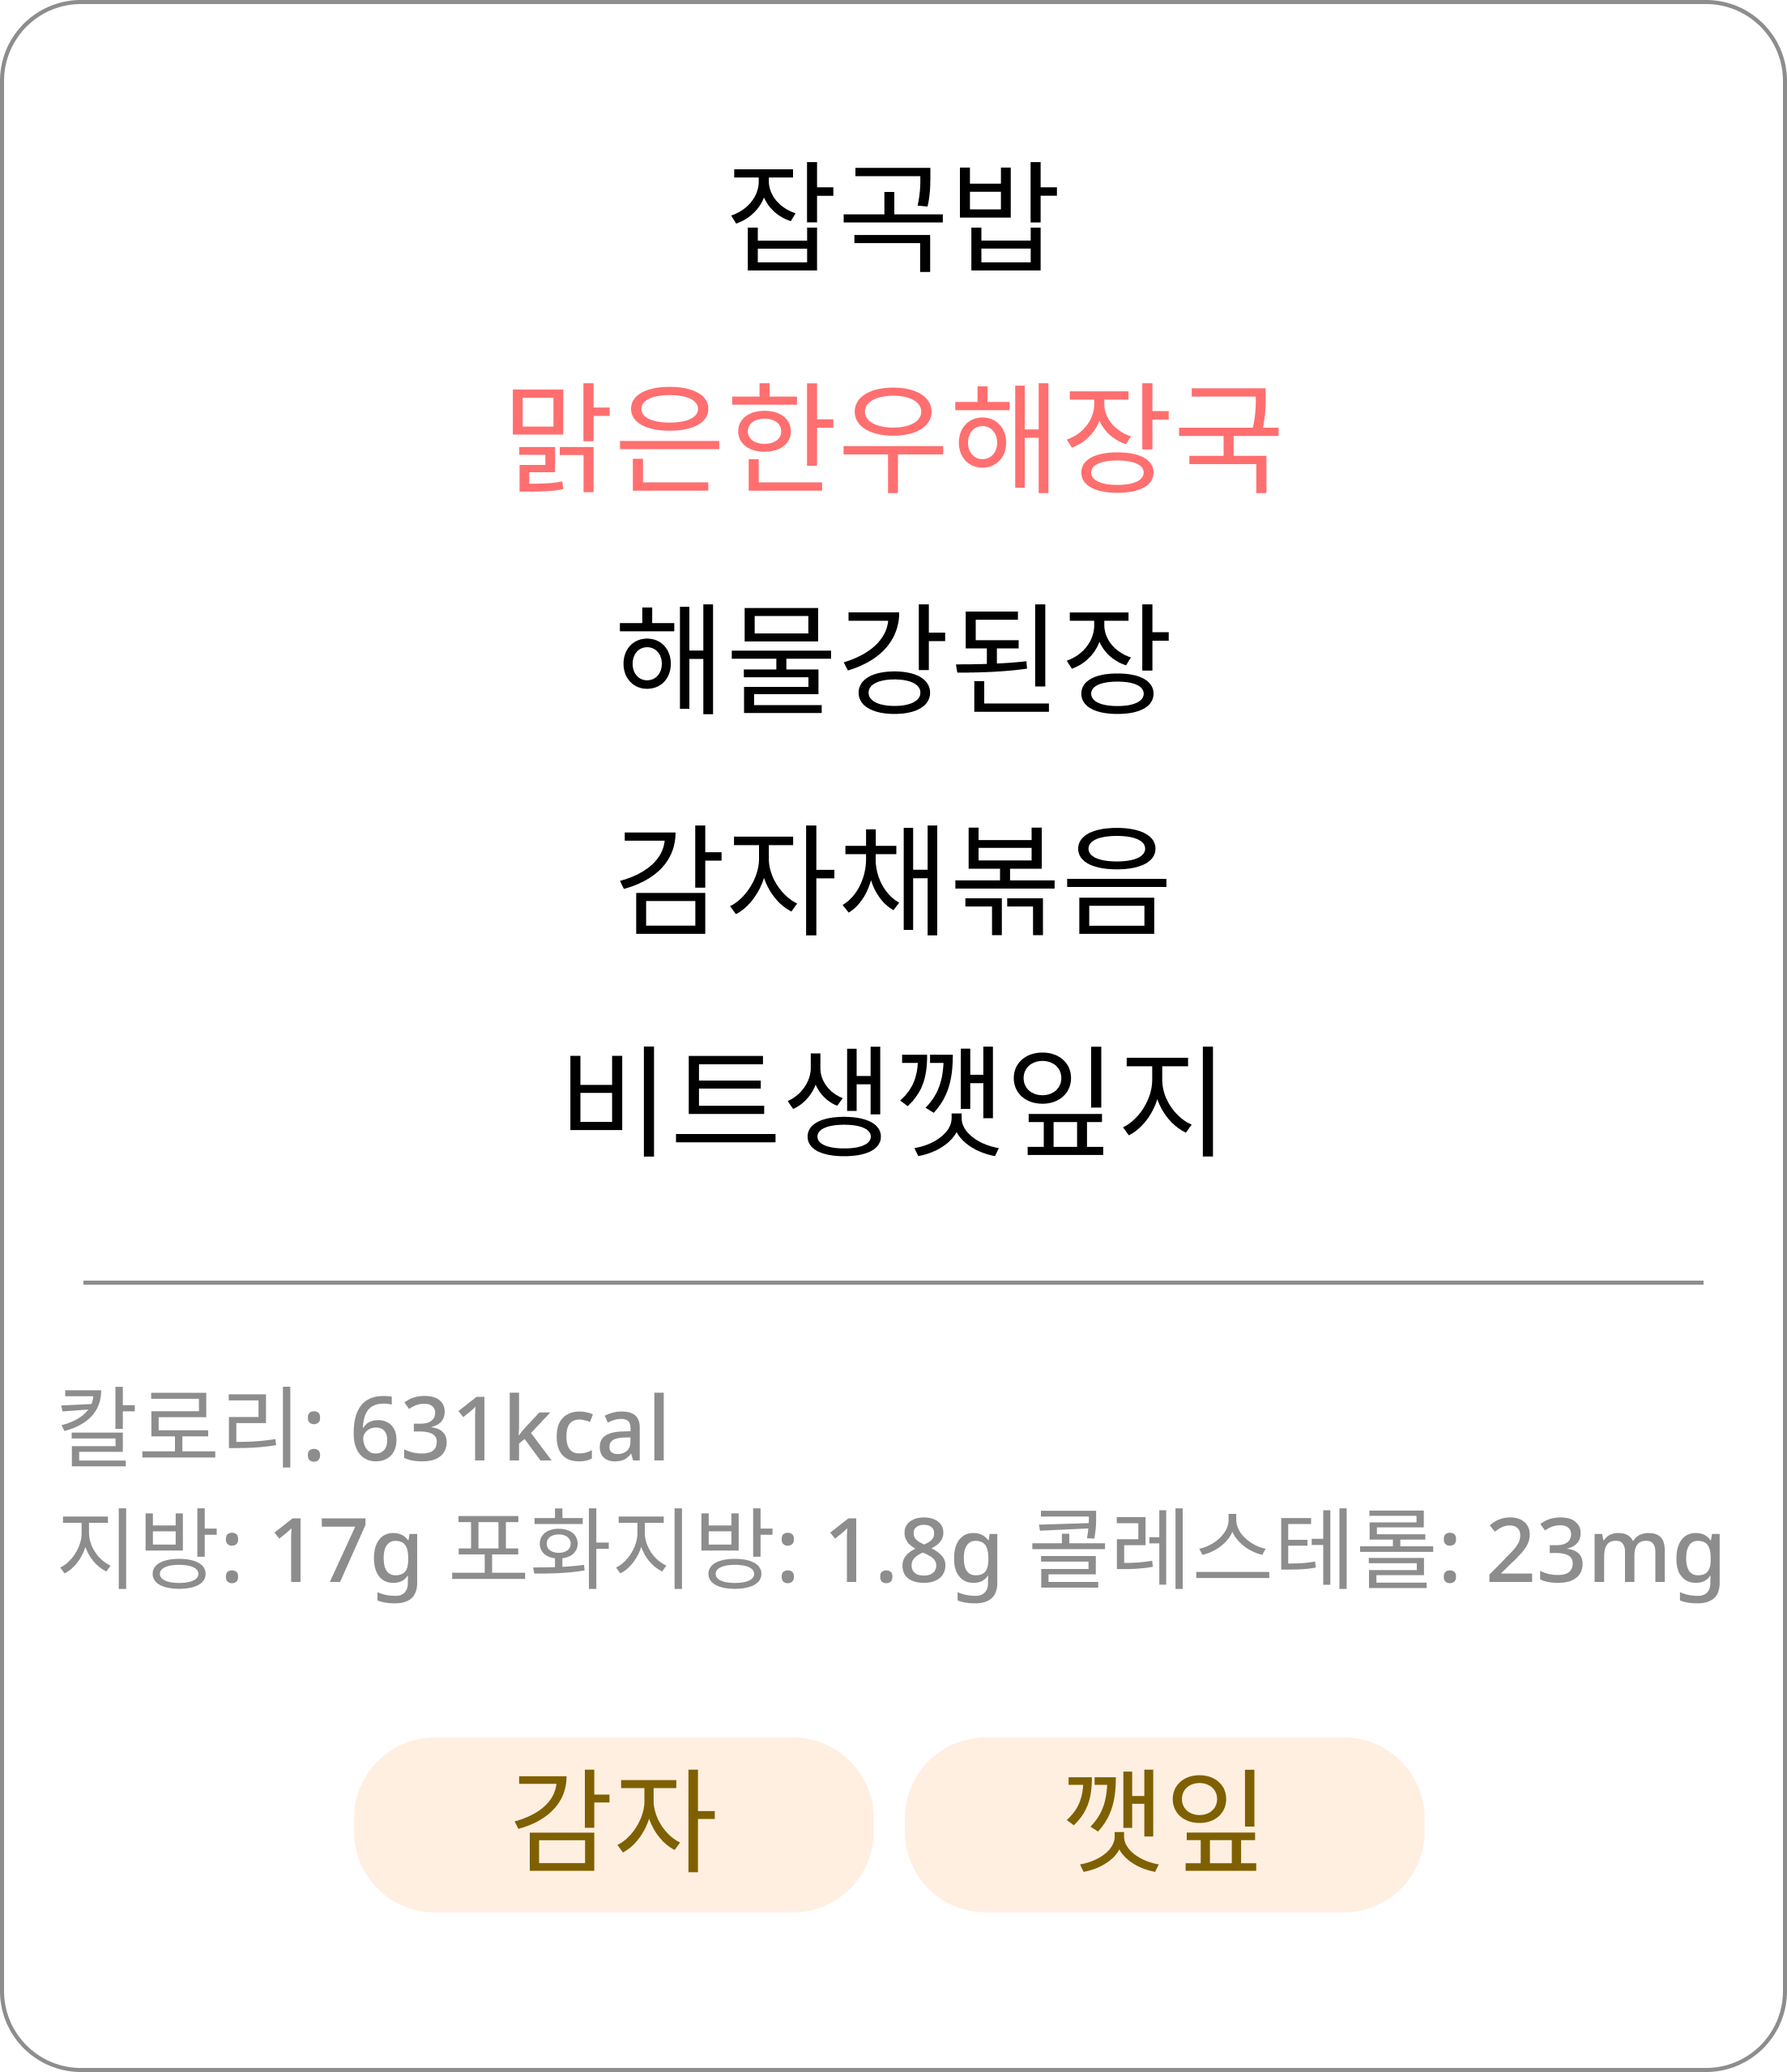 잡곡밥
맑은한우해장국
해물강된장
감자채볶음
비트생깻잎지
칼로리: 631kcal
지방: 17g 포화지방: 1.8g 콜레스테롤: 23mg
감자 깻잎